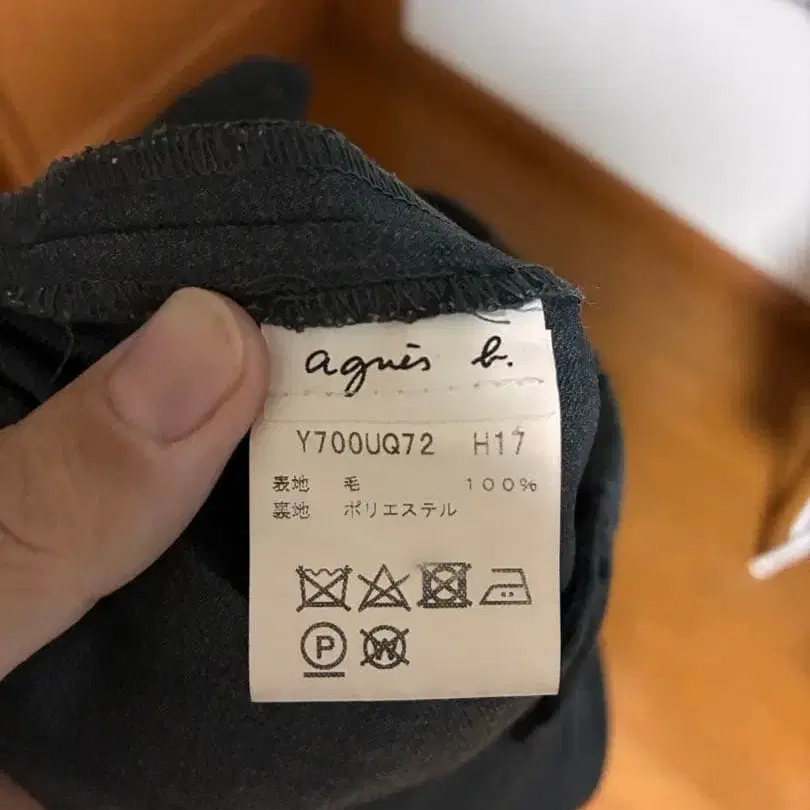 agnès b.
Y700UQ72 H17
表地 毛 100%
裏地 ポリエステル
P W